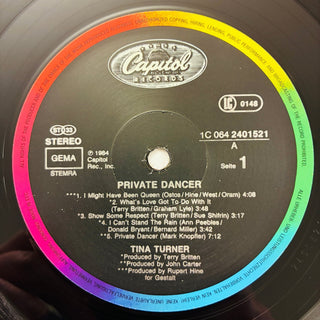 Capitol
RECORDS
ST 33
STEREO
GEMA
STEMRA
LC 0148
℗ 1984
Capitol
Rec., Inc.
1C 064 2401521
A
Seite 1
PRIVATE DANCER
***1. I Might Have Been Queen (Ostos / Hine / West / Oram) 4:08
*2. What's Love Got To Do With It
(Terry Britten / Graham Lyle) 3:48
*3. Show Some Respect (Terry Britten / Sue Shifrin) 3:17
*4. I Can't Stand The Rain (Ann Peebles /
Donald Bryant / Bernard Miller) 3:42
**5. Private Dancer (Mark Knopfler) 7:12
TINA TURNER
*Produced by Terry Britten
**Produced by John Carter
***Produced by Rupert Hine
for Gestalt